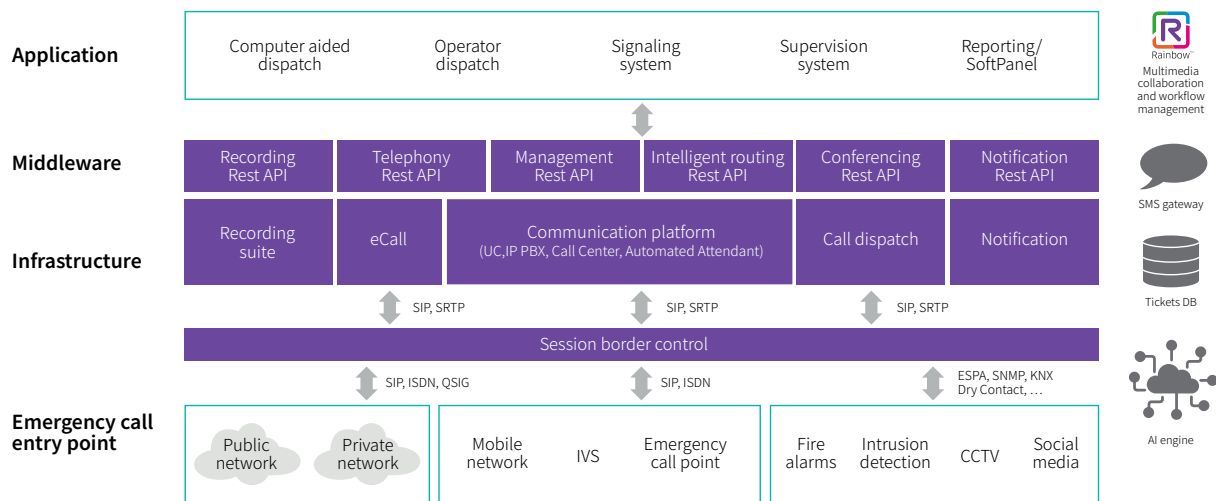 Application
Computer aided
dispatch
Operator
dispatch
Signaling
system
Supervision
system
Reporting/
SoftPanel
R
Rainbow™
Multimedia
collaboration
and workflow
management
Middleware
Recording
Rest API
Telephony
Rest API
Management
Rest API
Intelligent routing
Rest API
Conferencing
Rest API
Notification
Rest API
SMS gateway
Infrastructure
Recording
suite
eCall
Communication platform
(UC,IP PBX, Call Center, Automated Attendant)
Call dispatch
Notification
Tickets DB
SIP, SRTP
SIP, SRTP
SIP, SRTP
Session border control
SIP, ISDN, QSIG
SIP, ISDN
ESPA, SNMP, KNX
Dry Contact, …
AI engine
Emergency call
entry point
Public
network
Private
network
Mobile
network
IVS
Emergency
call point
Fire
alarms
Intrusion
detection
CCTV
Social
media